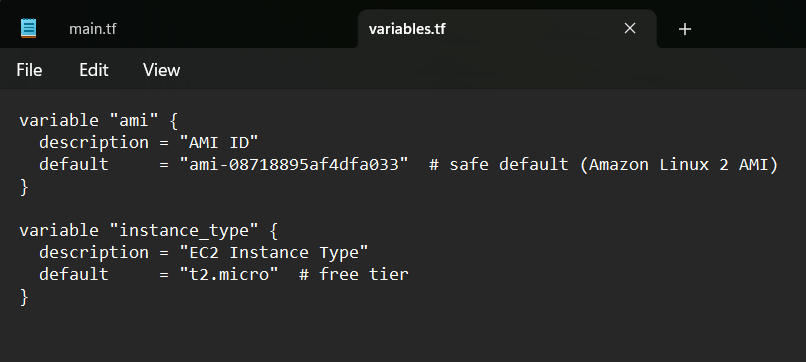 main.tf
variables.tf
File Edit View
variable "ami" {
  description = "AMI ID"
  default     = "ami-08718895af4dfa033"  # safe default (Amazon Linux 2 AMI)
}
variable "instance_type" {
  description = "EC2 Instance Type"
  default     = "t2.micro"  # free tier
}